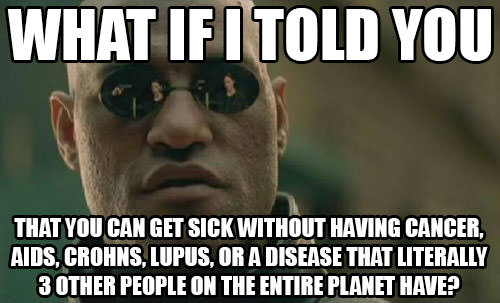 WHAT IF I TOLD YOU
THAT YOU CAN GET SICK WITHOUT HAVING CANCER,
AIDS, CROHNS, LUPUS, OR A DISEASE THAT LITERALLY
3 OTHER PEOPLE ON THE ENTIRE PLANET HAVE?